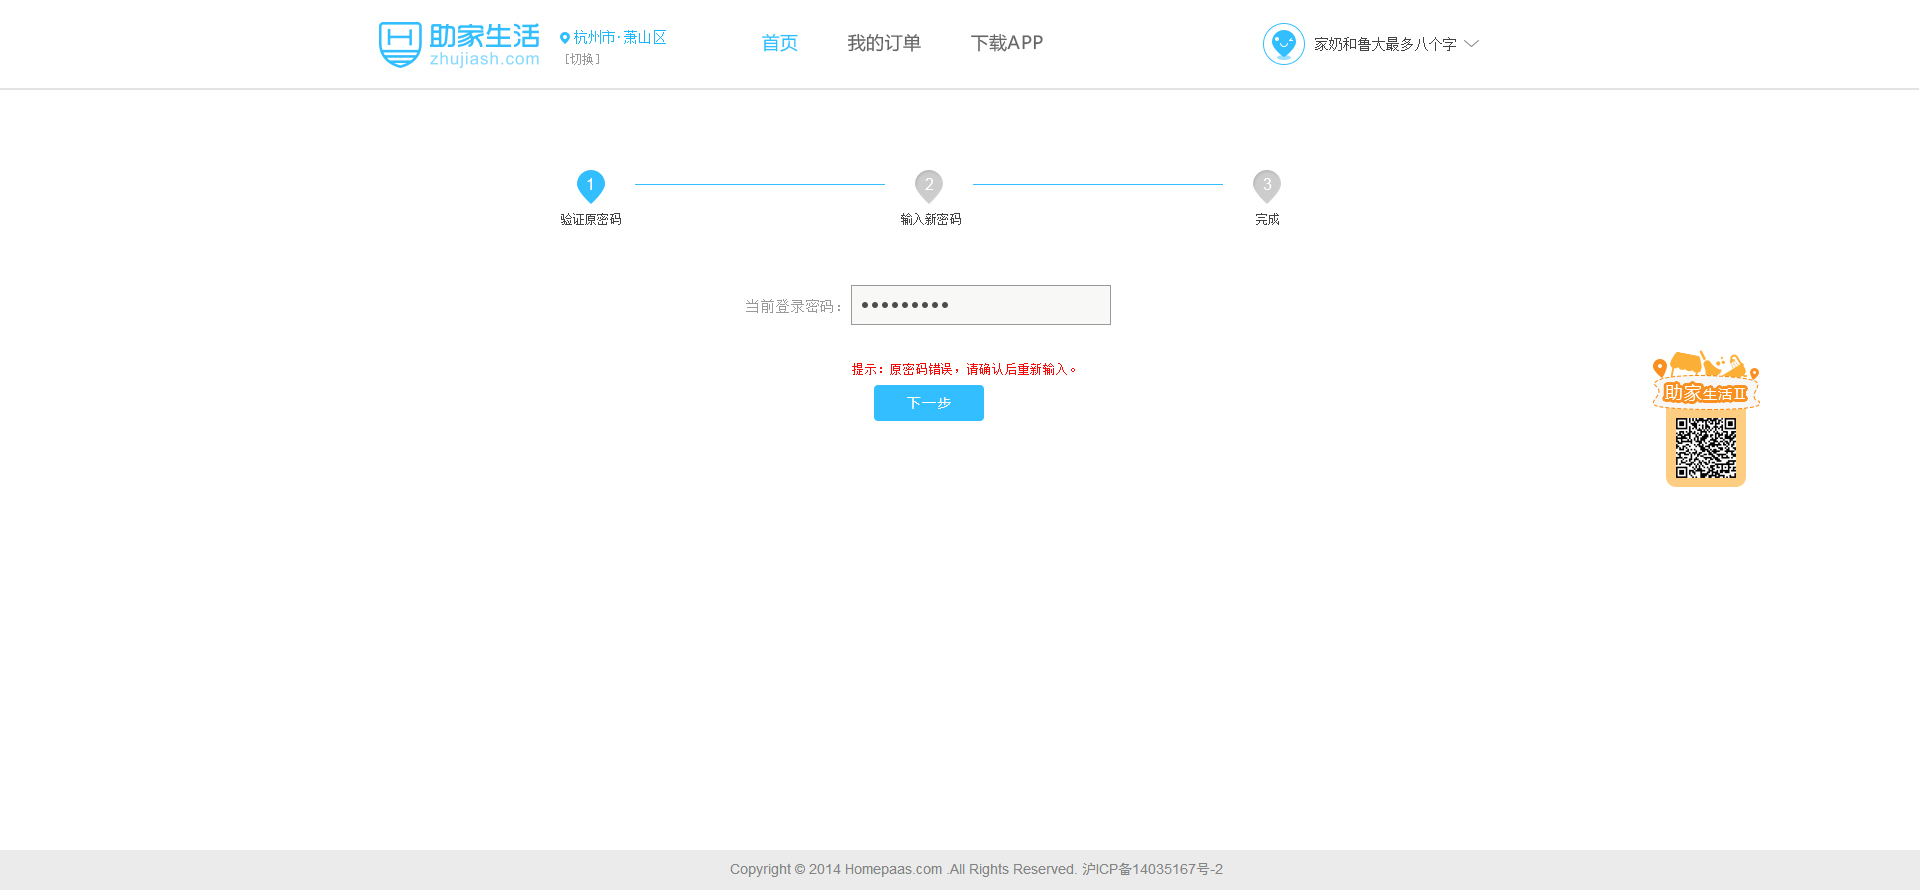 助家生活
zhujiash.com
杭州市·萧山区
[切换]
首页
我的订单
下载APP
家奶和鲁大最多八个字
1
2
3
验证原密码
输入新密码
完成
当前登录密码：
提示：原密码错误，请确认后重新输入。
下一步
助家生活II
Copyright © 2014 Homepaas.com .All Rights Reserved. 沪ICP备14035167号-2